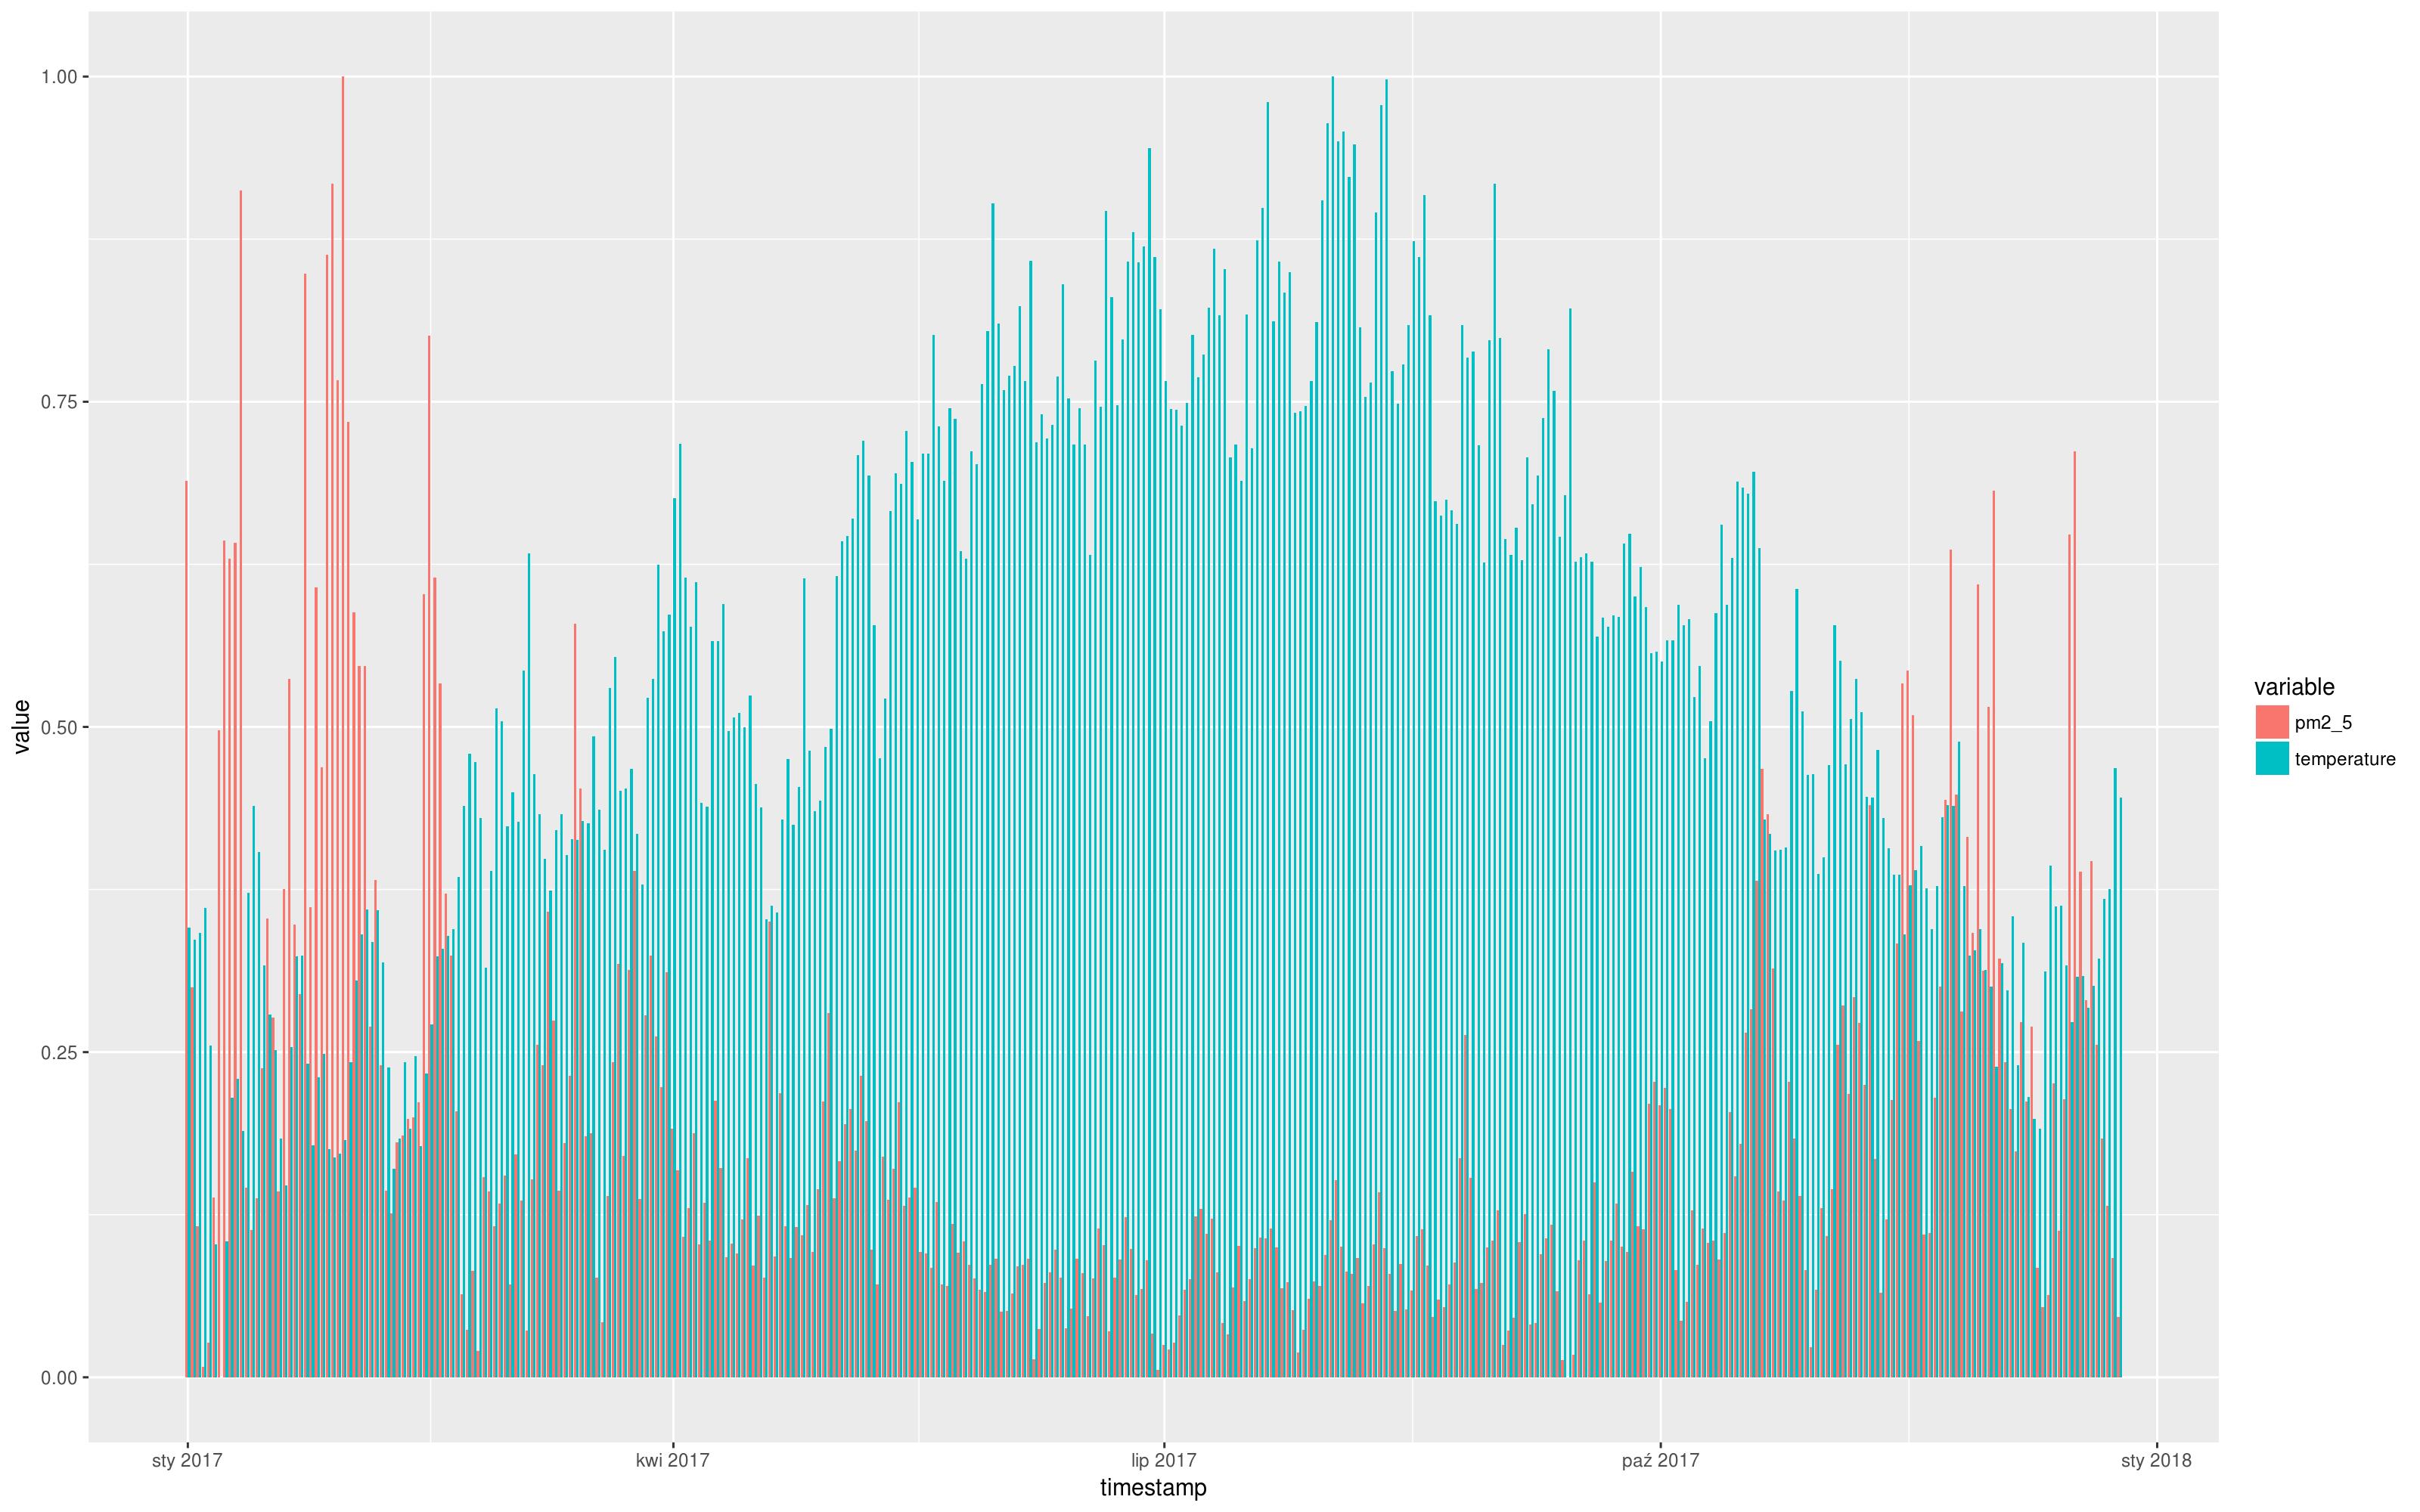 1.00
0.75
0.50
0.25
0.00
value
sty 2017
kwi 2017
lip 2017
paź 2017
sty 2018
timestamp
variable
pm2_5
temperature